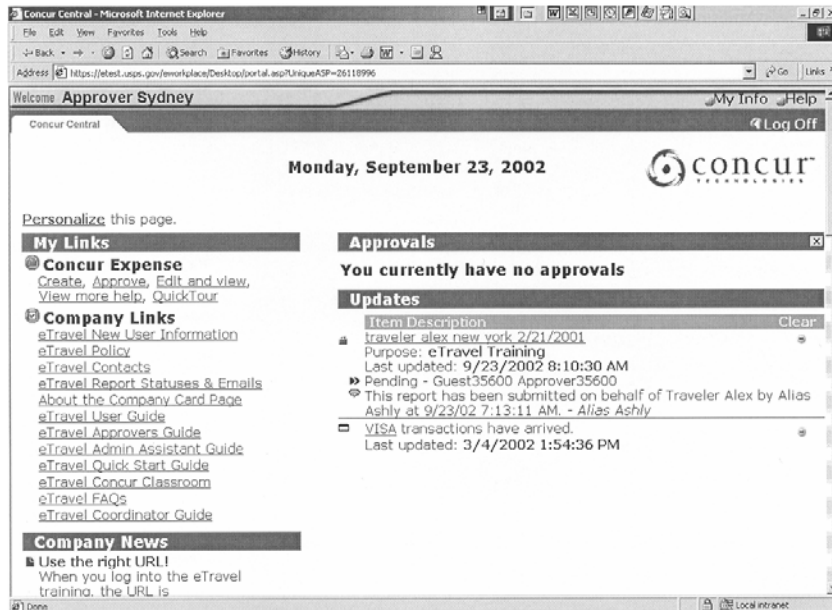 Concur Central - Microsoft Internet Explorer
File Edit View Favorites Tools Help
Back Search Favorites History
Address https://etest.usps.gov/eworkplace/Desktop/portal.asp?UniqueASP=26118996 Go Links
Welcome Approver Sydney My Info Help
Concur Central Log Off
Monday, September 23, 2002
concur
TECHNOLOGIES
Personalize this page.
My Links
Concur Expense
Create, Approve, Edit and view,
View more help, QuickTour
Company Links
eTravel New User Information
eTravel Policy
eTravel Contacts
eTravel Report Statuses & Emails
About the Company Card Page
eTravel User Guide
eTravel Approvers Guide
eTravel Admin Assistant Guide
eTravel Quick Start Guide
eTravel Concur Classroom
eTravel FAQs
eTravel Coordinator Guide
Company News
Use the right URL!
When you log into the eTravel
training, the URL is
Approvals
You currently have no approvals
Updates
Item Description Clear
traveler alex new york 2/21/2001
Purpose: eTravel Training
Last updated: 9/23/2002 8:10:30 AM
Pending - Guest35600 Approver35600
This report has been submitted on behalf of Traveler Alex by Alias
Ashly at 9/23/02 7:13:11 AM. - Alias Ashly
VISA transactions have arrived.
Last updated: 3/4/2002 1:54:36 PM
Done Local intranet